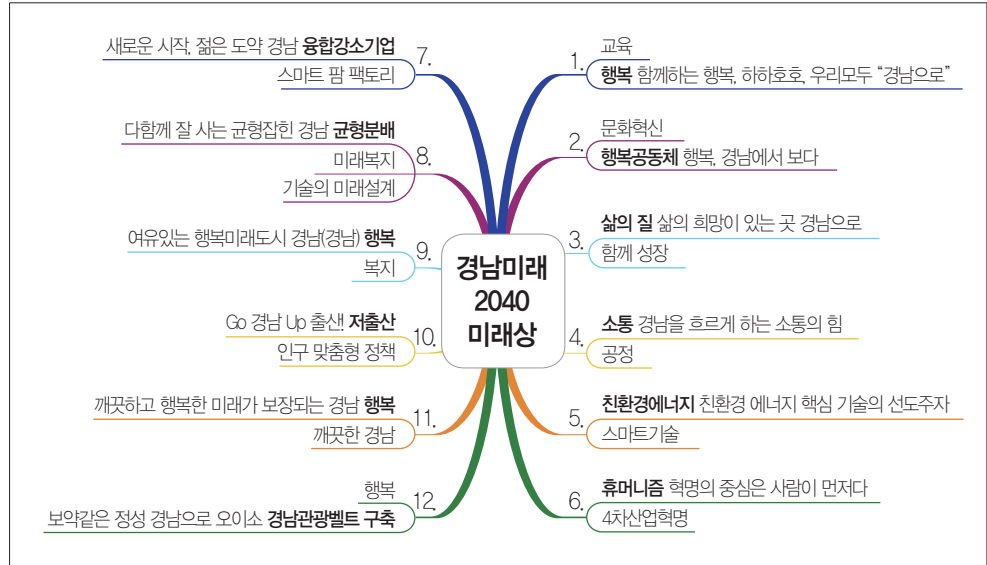 경남미래
2040
미래상
1.
교육
행복 함께하는 행복, 하하호호, 우리모두 “경남으로”
2.
문화혁신
행복공동체 행복, 경남에서 보다
3.
삶의 질 삶의 희망이 있는 곳 경남으로
함께 성장
4.
소통 경남을 흐르게 하는 소통의 힘
공정
5.
친환경에너지 친환경 에너지 핵심 기술의 선도주자
스마트기술
6.
휴머니즘 혁명의 중심은 사람이 먼저다
4차산업혁명
7.
새로운 시작, 젊은 도약 경남 융합강소기업
스마트 팜 팩토리
8.
다함께 잘 사는 균형잡힌 경남 균형분배
미래복지
기술의 미래설계
9.
여유있는 행복미래도시 경남(경남) 행복
복지
10.
Go 경남 Up 출산! 저출산
인구 맞춤형 정책
11.
깨끗하고 행복한 미래가 보장되는 경남 행복
깨끗한 경남
12.
행복
보약같은 정성 경남으로 오이소 경남관광벨트 구축